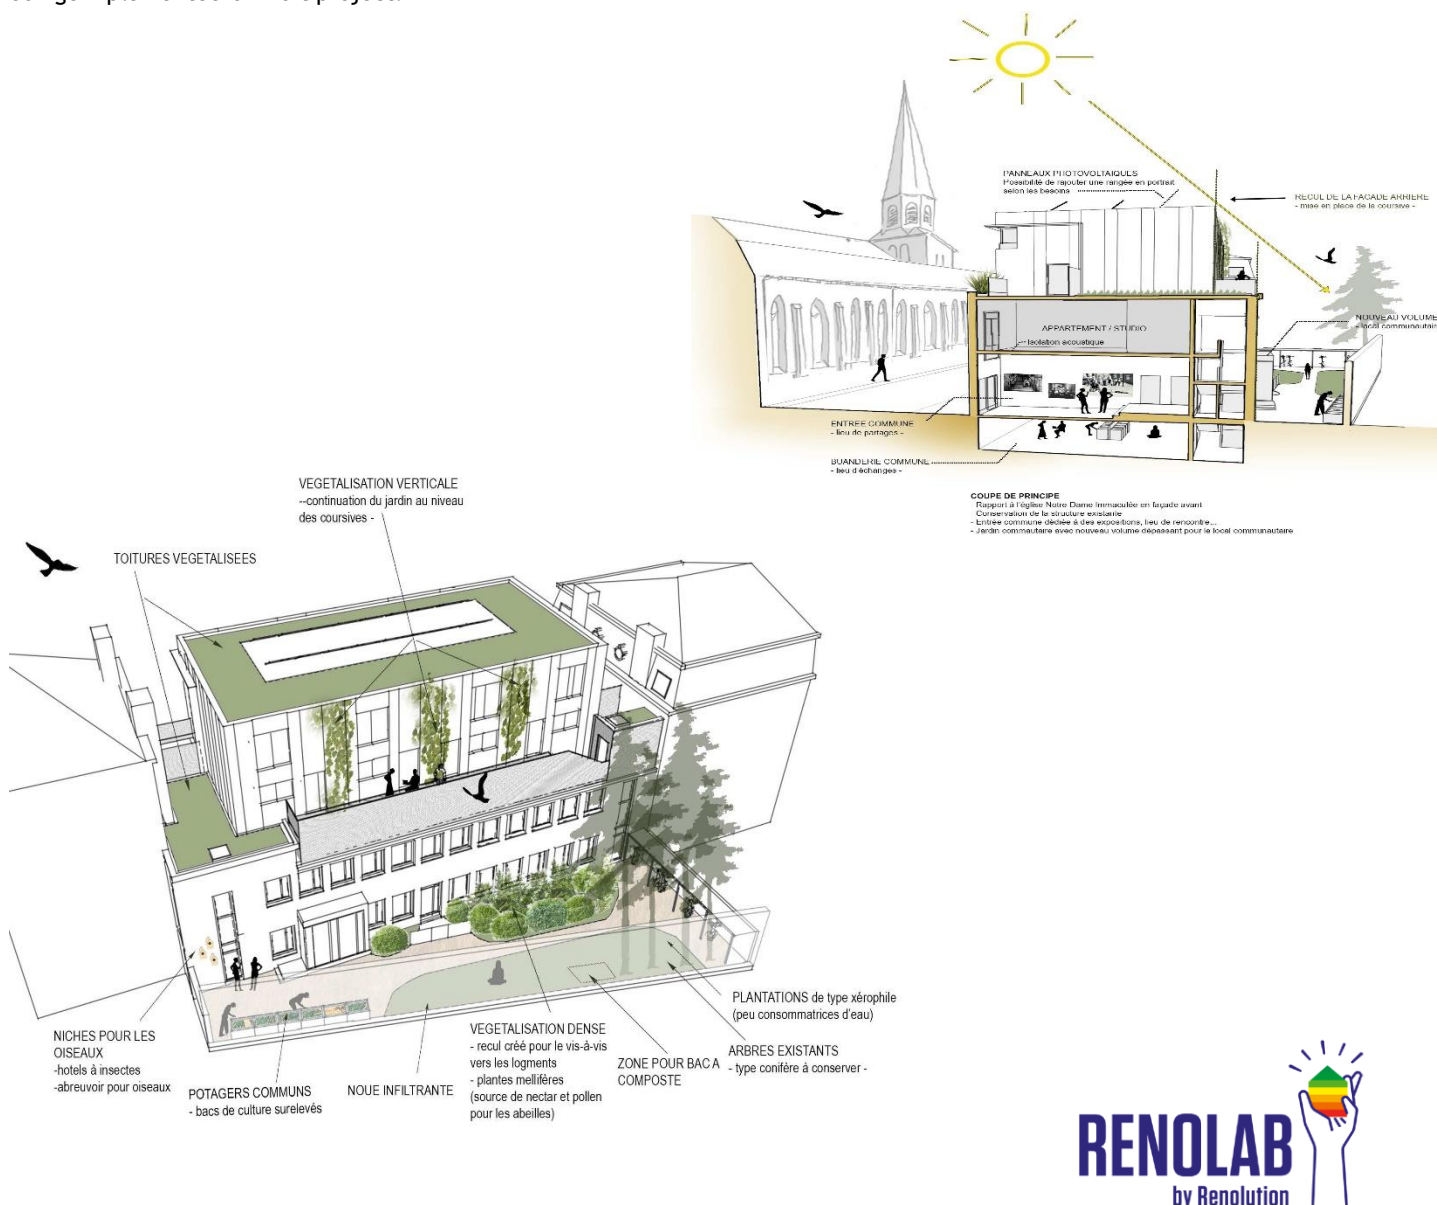 PANNEAUX PHOTOVOLTAIQUES
Possibilité de rajouter une rangée en portrait
selon les besoins
RECUL DE LA FACADE ARRIERE
- mise en place de la coursive -
NOUVEAU VOLUME
- local communautair
APPARTEMENT / STUDIO
- Isolation acoustique
ENTREE COMMUNE
- lieu de partages -
BUANDERIE COMMUNE
- lieu d'échanges -
COUPE DE PRINCIPE
Rapport à l'église Notre Dame Immaculée en façade avant
Conservation de la structure existante
- Entrée commune dédiée à des expositions, lieu de rencontre...
- Jardin commautaire avec nouveau volume dépassant pour le local communautaire
VEGETALISATION VERTICALE
--continuation du jardin au niveau
des coursives -
TOITURES VEGETALISEES
NICHES POUR LES
OISEAUX
-hotels à insectes
-abreuvoir pour oiseaux
POTAGERS COMMUNS
- bacs de culture surelevés
NOUE INFILTRANTE
VEGETALISATION DENSE
- recul créé pour le vis-à-vis
vers les logments
- plantes mellifères
(source de nectar et pollen
pour les abeilles)
ZONE POUR BAC A
COMPOSTE
ARBRES EXISTANTS
- type conifère à conserver -
PLANTATIONS de type xérophile
(peu consommatrices d'eau)
RENOLAB
by Renolution